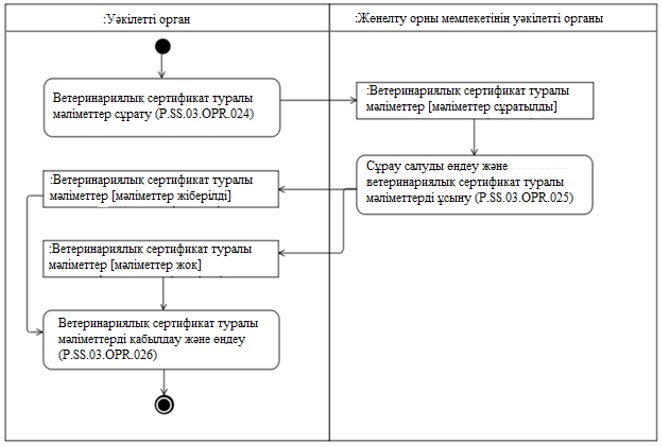 :Уәкілетті орган
:Жөнелту орны мемлекетінің уәкілетті органы
Ветеринариялық сертификат туралы
мәліметтер сұрату (P.SS.03.OPR.024)
:Ветеринариялық сертификат туралы
мәліметтер [мәліметтер сұратылды]
Сұрау салуды өңдеу және
ветеринариялық сертификат туралы
мәліметтерді ұсыну (P.SS.03.OPR.025)
:Ветеринариялық сертификат туралы
мәліметтер [мәліметтер жіберілді]
:Ветеринариялық сертификат туралы
мәліметтер [мәліметтер жоқ]
Ветеринариялық сертификат туралы
мәліметтерді қабылдау және өңдеу
(P.SS.03.OPR.026)